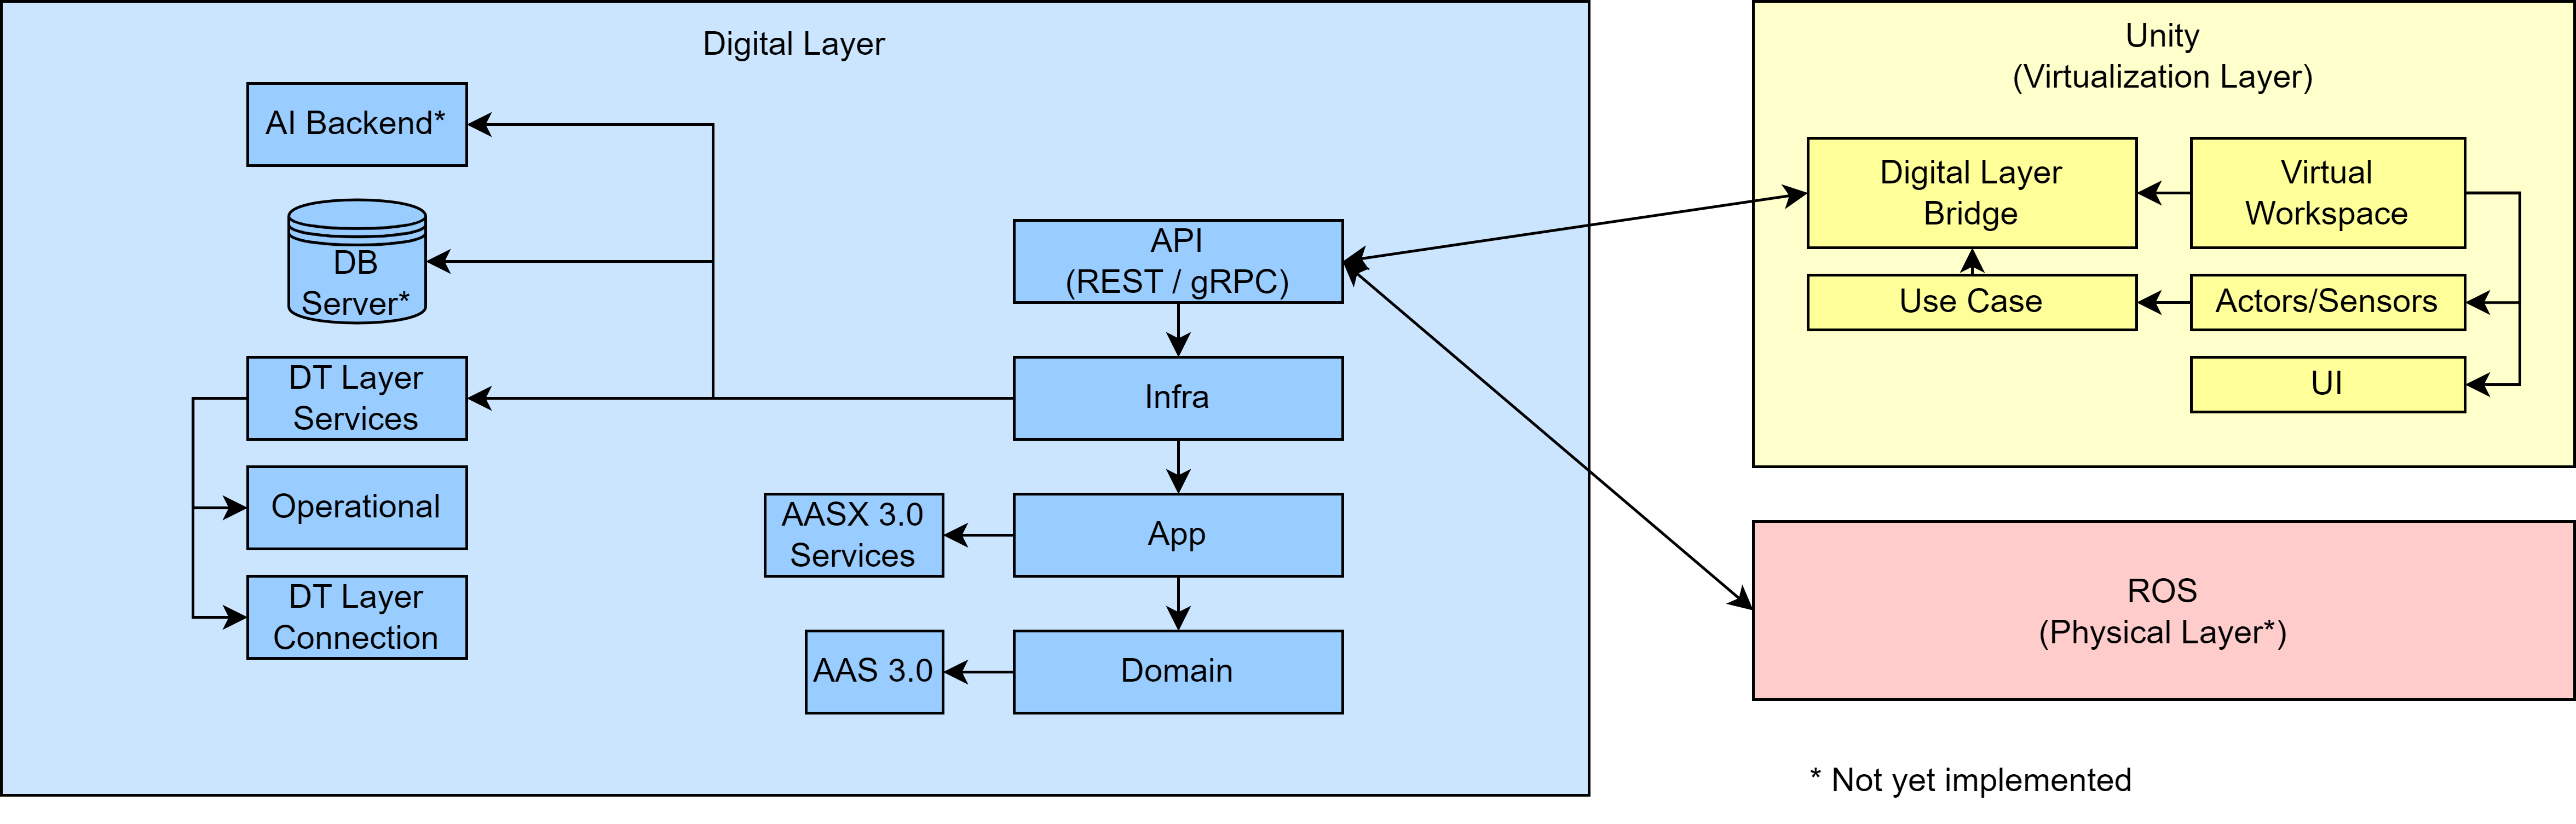 Digital Layer
AI Backend*
DB
Server*
DT Layer
Services
Operational
DT Layer
Connection
API
(REST / gRPC)
Infra
AASX 3.0
Services
App
AAS 3.0
Domain
Unity
(Virtualization Layer)
Digital Layer
Bridge
Virtual
Workspace
Use Case
Actors/Sensors
UI
ROS
(Physical Layer*)
* Not yet implemented